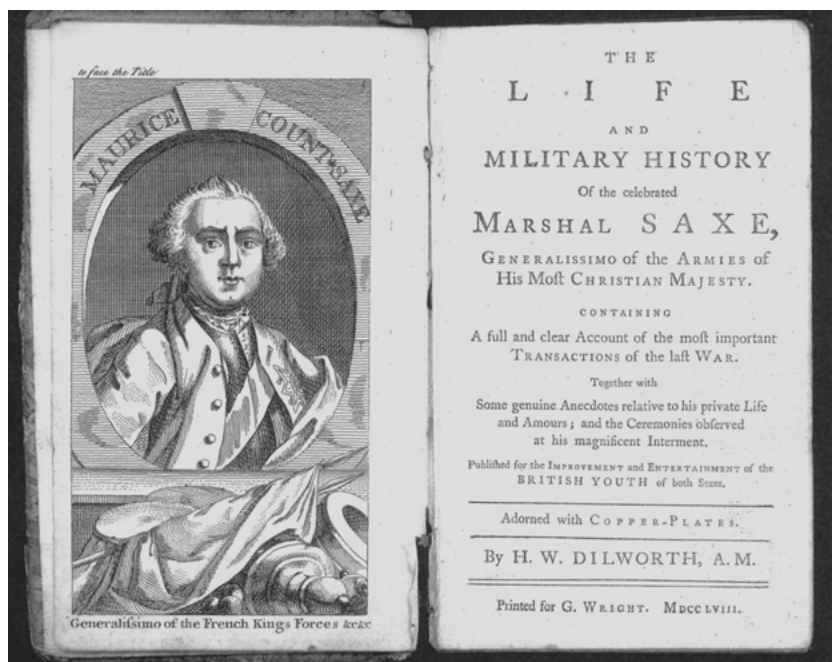 to face the Title
MAURICE COUNT SAXE
Generaliſsimo of the French Kings Forces &c &c
THE
LIFE
AND
MILITARY HISTORY
Of the celebrated
MARSHAL SAXE,
GENERALISSIMO of the ARMIES of
His Moſt CHRISTIAN MAJESTY.
CONTAINING
A full and clear Account of the moſt important
TRANSACTIONS of the laſt WAR.
Together with
Some genuine Anecdotes relative to his private Life
and Amours; and the Ceremonies obſerved
at his magnificent Interment.
Publiſhed for the IMPROVEMENT and ENTERTAINMENT of the
BRITISH YOUTH of both Sexes.
Adorned with COPPER-PLATES.
By H. W. DILWORTH, A.M.
Printed for G. WRIGHT. MDCCLVIII.